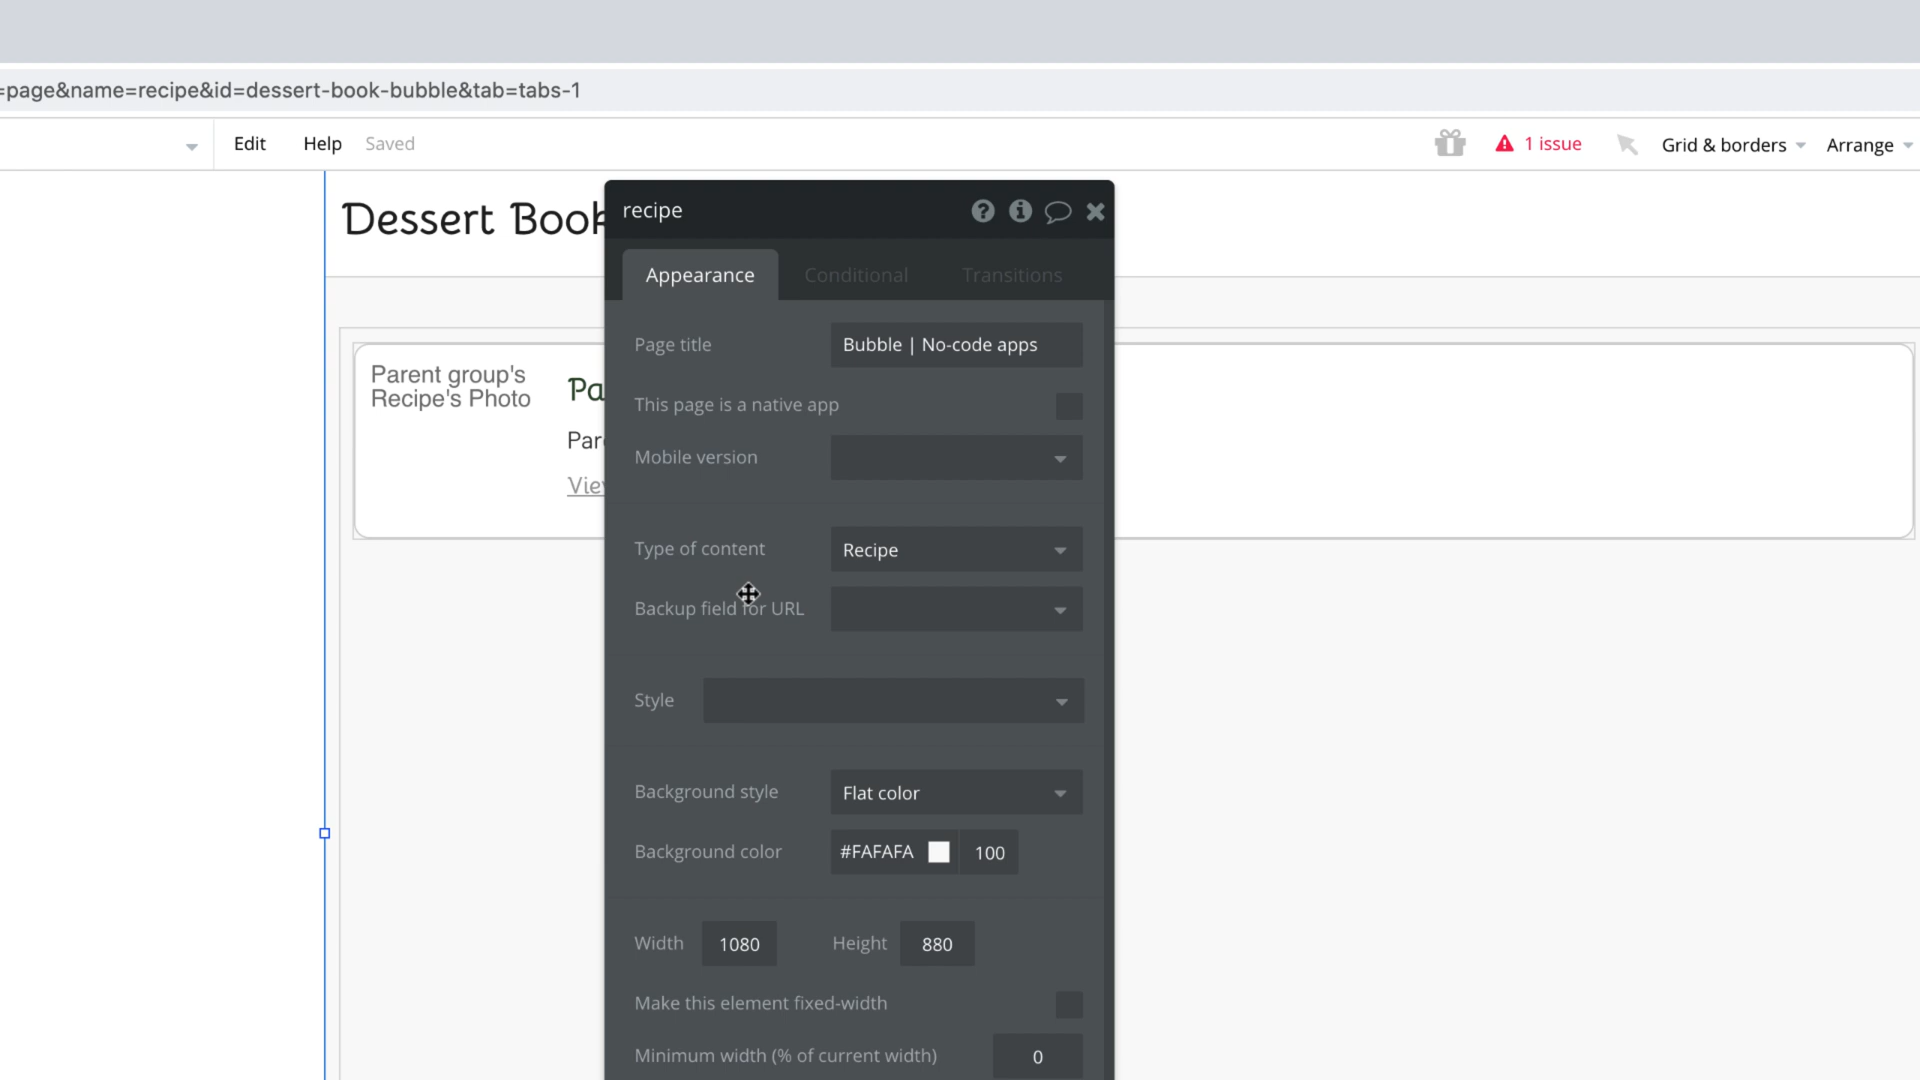 =page&name=recipe&id=dessert-book-bubble&tab=tabs-1
Edit Help Saved 1 issue Grid & borders Arrange
Dessert Book
recipe
Appearance Conditional Transitions
Page title Bubble | No-code apps
This page is a native app
Mobile version
Parent group's
Recipe's Photo
Type of content Recipe
Backup field for URL
Style
Background style Flat color
Background color #FAFAFA 100
Width 1080 Height 880
Make this element fixed-width
Minimum width (% of current width) 0